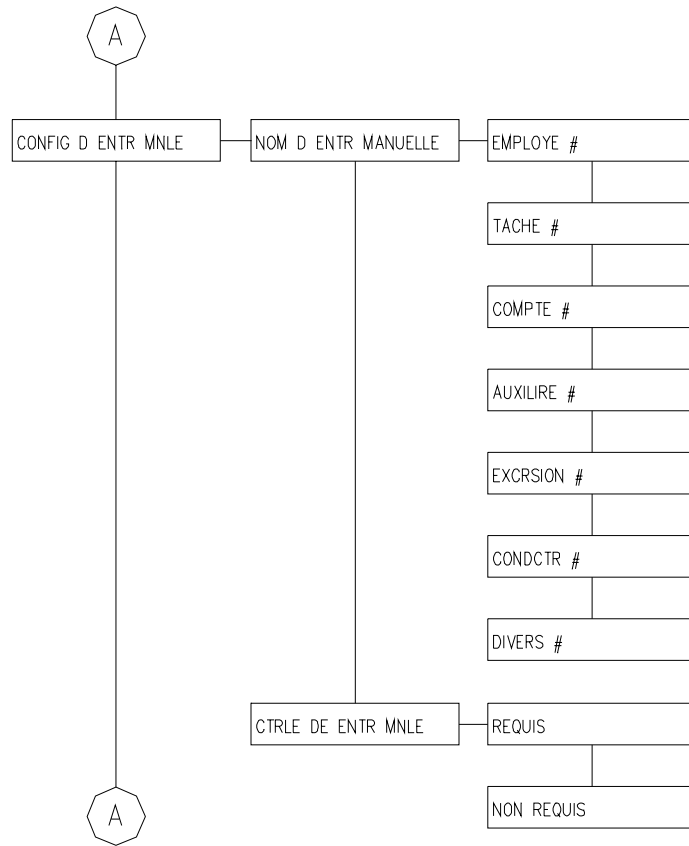 A
CONFIG D ENTR MNLE
NOM D ENTR MANUELLE
EMPLOYE #
TACHE #
COMPTE #
AUXILIRE #
EXCRSION #
CONDCTR #
DIVERS #
CTRLE DE ENTR MNLE
REQUIS
NON REQUIS
A